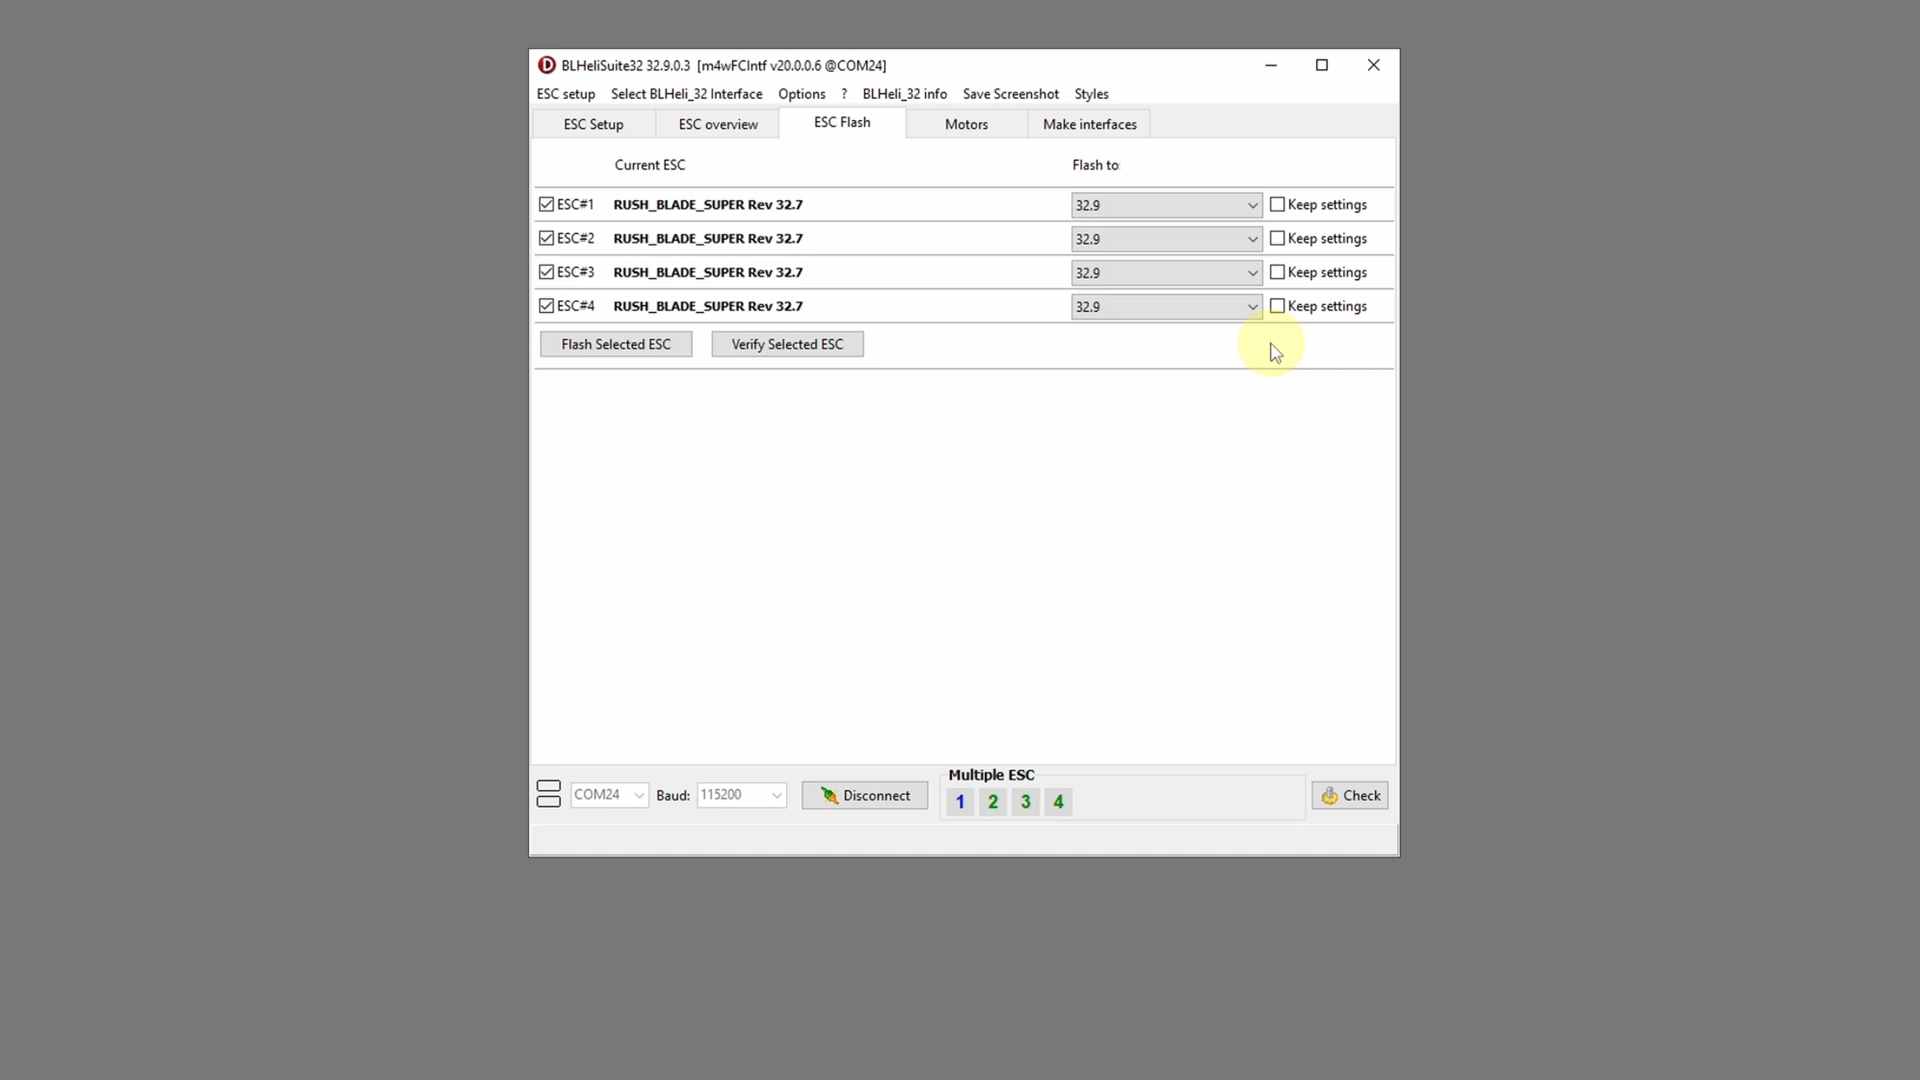 BLHeliSuite32 32.9.0.3 [m4wFCIntf v20.0.0.6 @COM24]
ESC setup Select BLHeli_32 Interface Options ? BLHeli_32 info Save Screenshot Styles
ESC Setup ESC overview ESC Flash Motors Make interfaces
Current ESC Flash to:
ESC#1 RUSH_BLADE_SUPER Rev 32.7 32.9 Keep settings
ESC#2 RUSH_BLADE_SUPER Rev 32.7 32.9 Keep settings
ESC#3 RUSH_BLADE_SUPER Rev 32.7 32.9 Keep settings
ESC#4 RUSH_BLADE_SUPER Rev 32.7 32.9 Keep settings
Flash Selected ESC Verify Selected ESC
Multiple ESC
COM24 Baud: 115200 Disconnect 1 2 3 4 Check